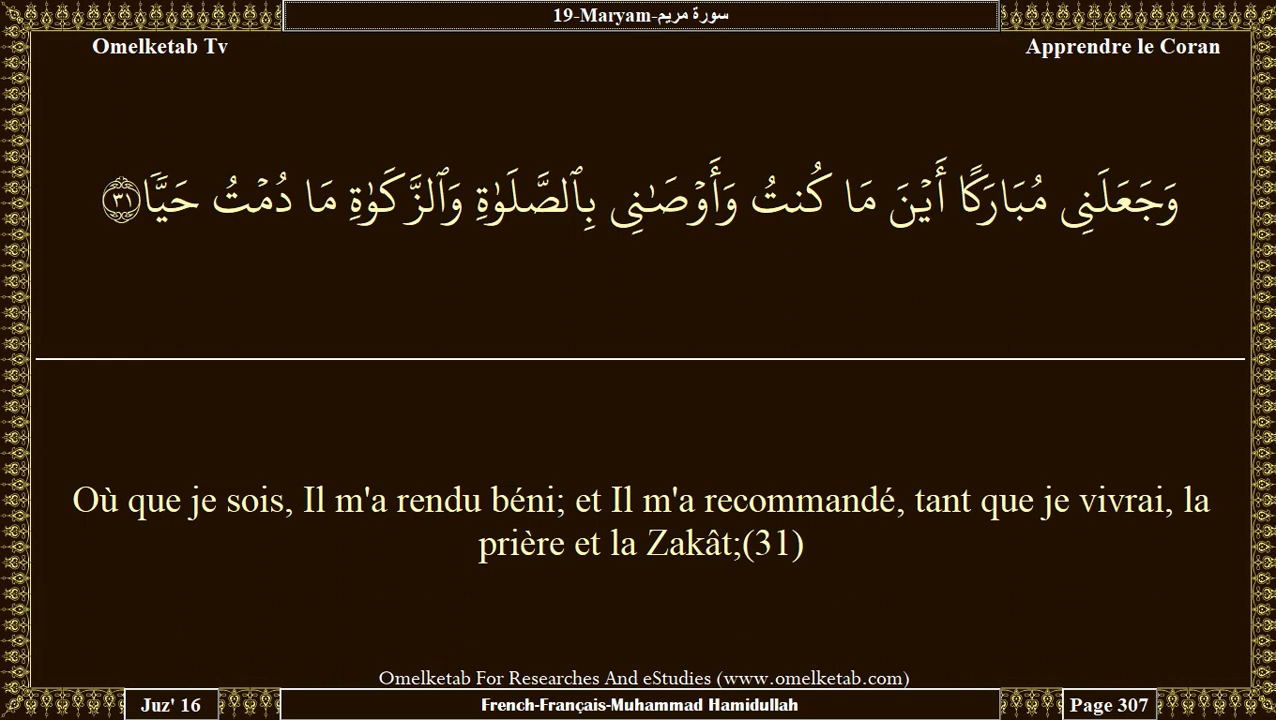 19-Maryam-سورة مريم
Omelketab Tv
Apprendre le Coran
وَجَعَلَنِى مُبَارَكًا أَيْنَ مَا كُنتُ وَأَوْصَـٰنِى بِٱلصَّلَوٰةِ وَٱلزَّكَوٰةِ مَا دُمْتُ حَيًّۭا ٣١
Où que je sois, Il m'a rendu béni; et Il m'a recommandé, tant que je vivrai, la
prière et la Zakât;(31)
Omelketab For Researches And eStudies (www.omelketab.com)
Juz' 16
French-Français-Muhammad Hamidullah
Page 307